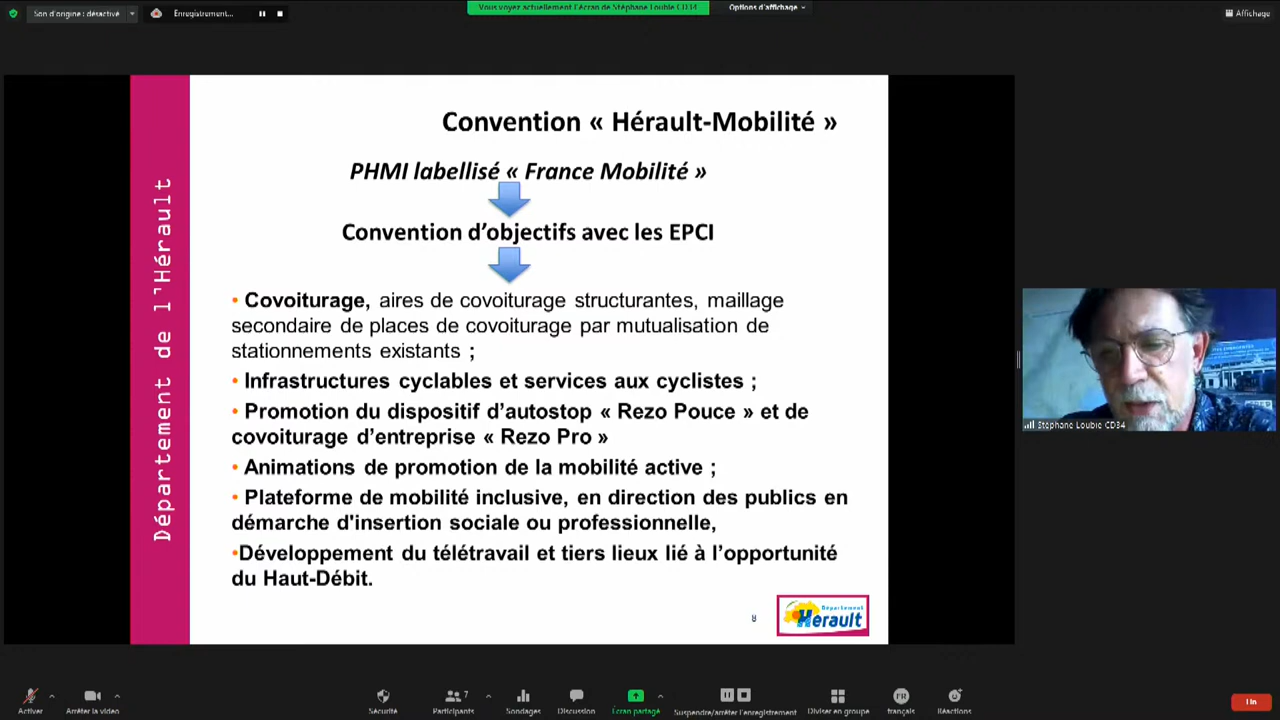 Son d'origine : désactivé
Enregistrement...
Vous voyez actuellement l'écran de Stéphane Loubie CD34
Options d'affichage
Affichage
Département de l'Hérault
Convention « Hérault-Mobilité »
PHMI labellisé « France Mobilité »
Convention d'objectifs avec les EPCI
• Covoiturage, aires de covoiturage structurantes, maillage
secondaire de places de covoiturage par mutualisation de
stationnements existants ;
• Infrastructures cyclables et services aux cyclistes ;
• Promotion du dispositif d'autostop « Rezo Pouce » et de
covoiturage d'entreprise « Rezo Pro »
• Animations de promotion de la mobilité active ;
• Plateforme de mobilité inclusive, en direction des publics en
démarche d'insertion sociale ou professionnelle,
•Développement du télétravail et tiers lieux lié à l'opportunité
du Haut-Débit.
8
Département
Hérault
Stéphane Loubie CD34
Activer
Arrêter la vidéo
Sécurité
Participants
7
Sondages
Discussion
Écran partagé
Suspendre/arrêter l'enregistrement
Diviser en groupe
FR
français
Réactions